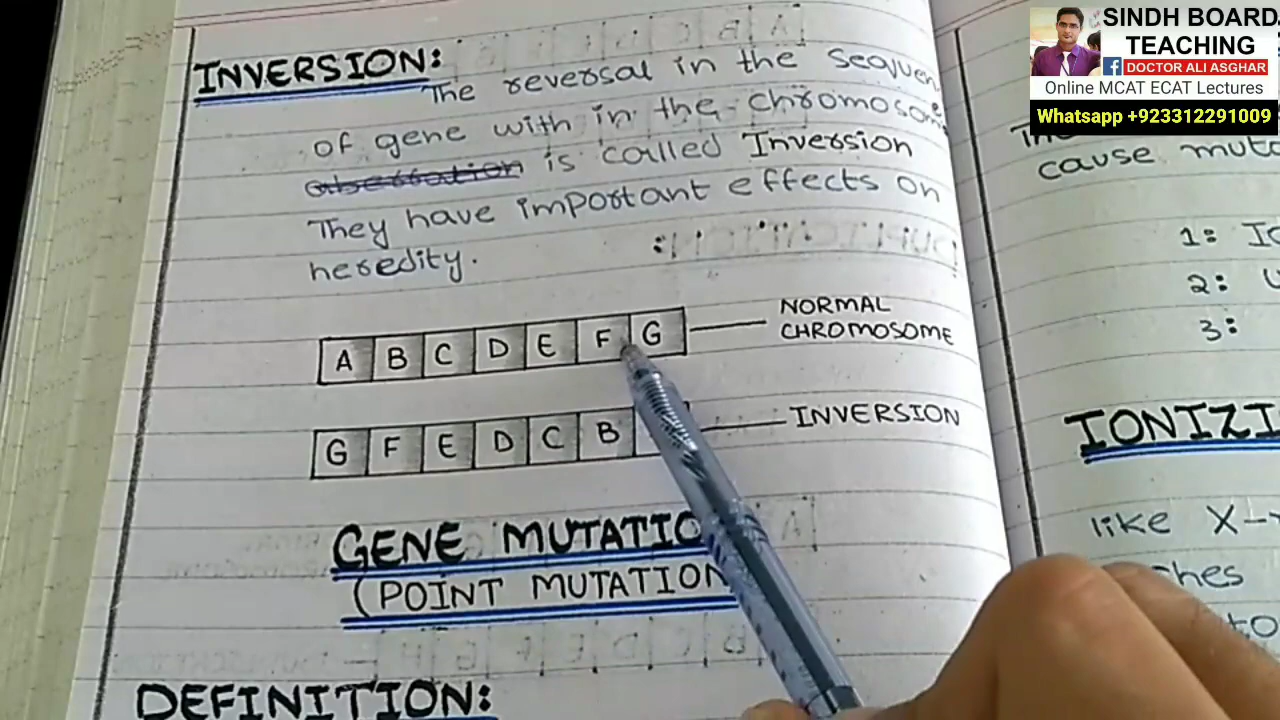 SINDH BOARD
TEACHING
f DOCTOR ALI ASGHAR
Online MCAT ECAT Lectures
Whatsapp +923312291009
INVERSION:
The reversal in the
of gene with in the chromosome
is called Inversion
They have important effects on
heredity.
A B C D E F G
NORMAL
CHROMOSOME
G F E D C B
INVERSION
GENE MUTATIO
(POINT MUTATION
DEFINITION:
cause muta
1:
2:
3:
IONIZI
like X-